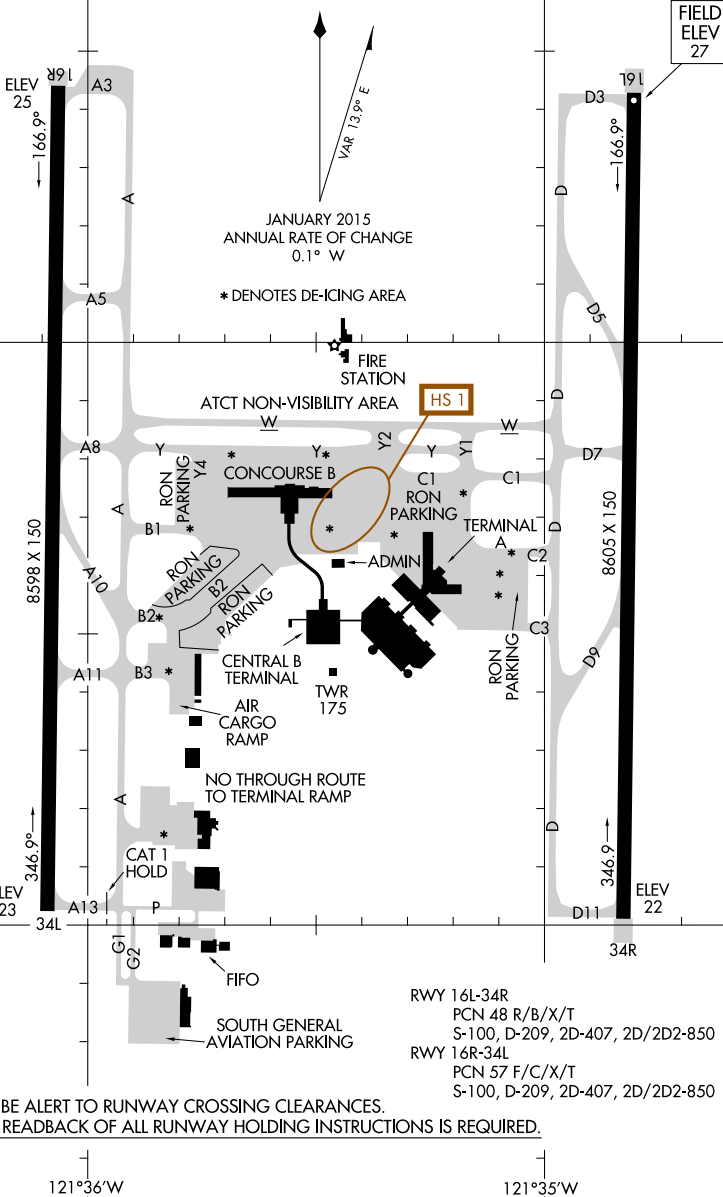 FIELD
ELEV
27
16R
16L
ELEV
25
A3
D3
166.9°
VAR 13.9° E
166.9°
A
D
JANUARY 2015
ANNUAL RATE OF CHANGE
0.1° W
* DENOTES DE-ICING AREA
A5
D5
FIRE
STATION
D
ATCT NON-VISIBILITY AREA
HS 1
W
W
A8
Y
Y
Y2
Y
Y1
D7
RON
PARKING
Y4
CONCOURSE B
C1
RON
PARKING
C1
A
B1
TERMINAL
A
D
C2
8598 X 150
8605 X 150
A10
RON
PARKING
B2
RON
PARKING
ADMIN
B2
C3
RON
PARKING
D9
A11
B3
CENTRAL B
TERMINAL
TWR
175
AIR
CARGO
RAMP
NO THROUGH ROUTE
TO TERMINAL RAMP
A
D
346.9°
346.9
CAT 1
HOLD
LEV
23
A13
P
ELEV
22
D11
34L
34R
G1
G2
FIFO
SOUTH GENERAL
AVIATION PARKING
RWY 16L-34R
PCN 48 R/B/X/T
S-100, D-209, 2D-407, 2D/2D2-850
RWY 16R-34L
PCN 57 F/C/X/T
S-100, D-209, 2D-407, 2D/2D2-850
BE ALERT TO RUNWAY CROSSING CLEARANCES.
READBACK OF ALL RUNWAY HOLDING INSTRUCTIONS IS REQUIRED.
121°36'W
121°35'W